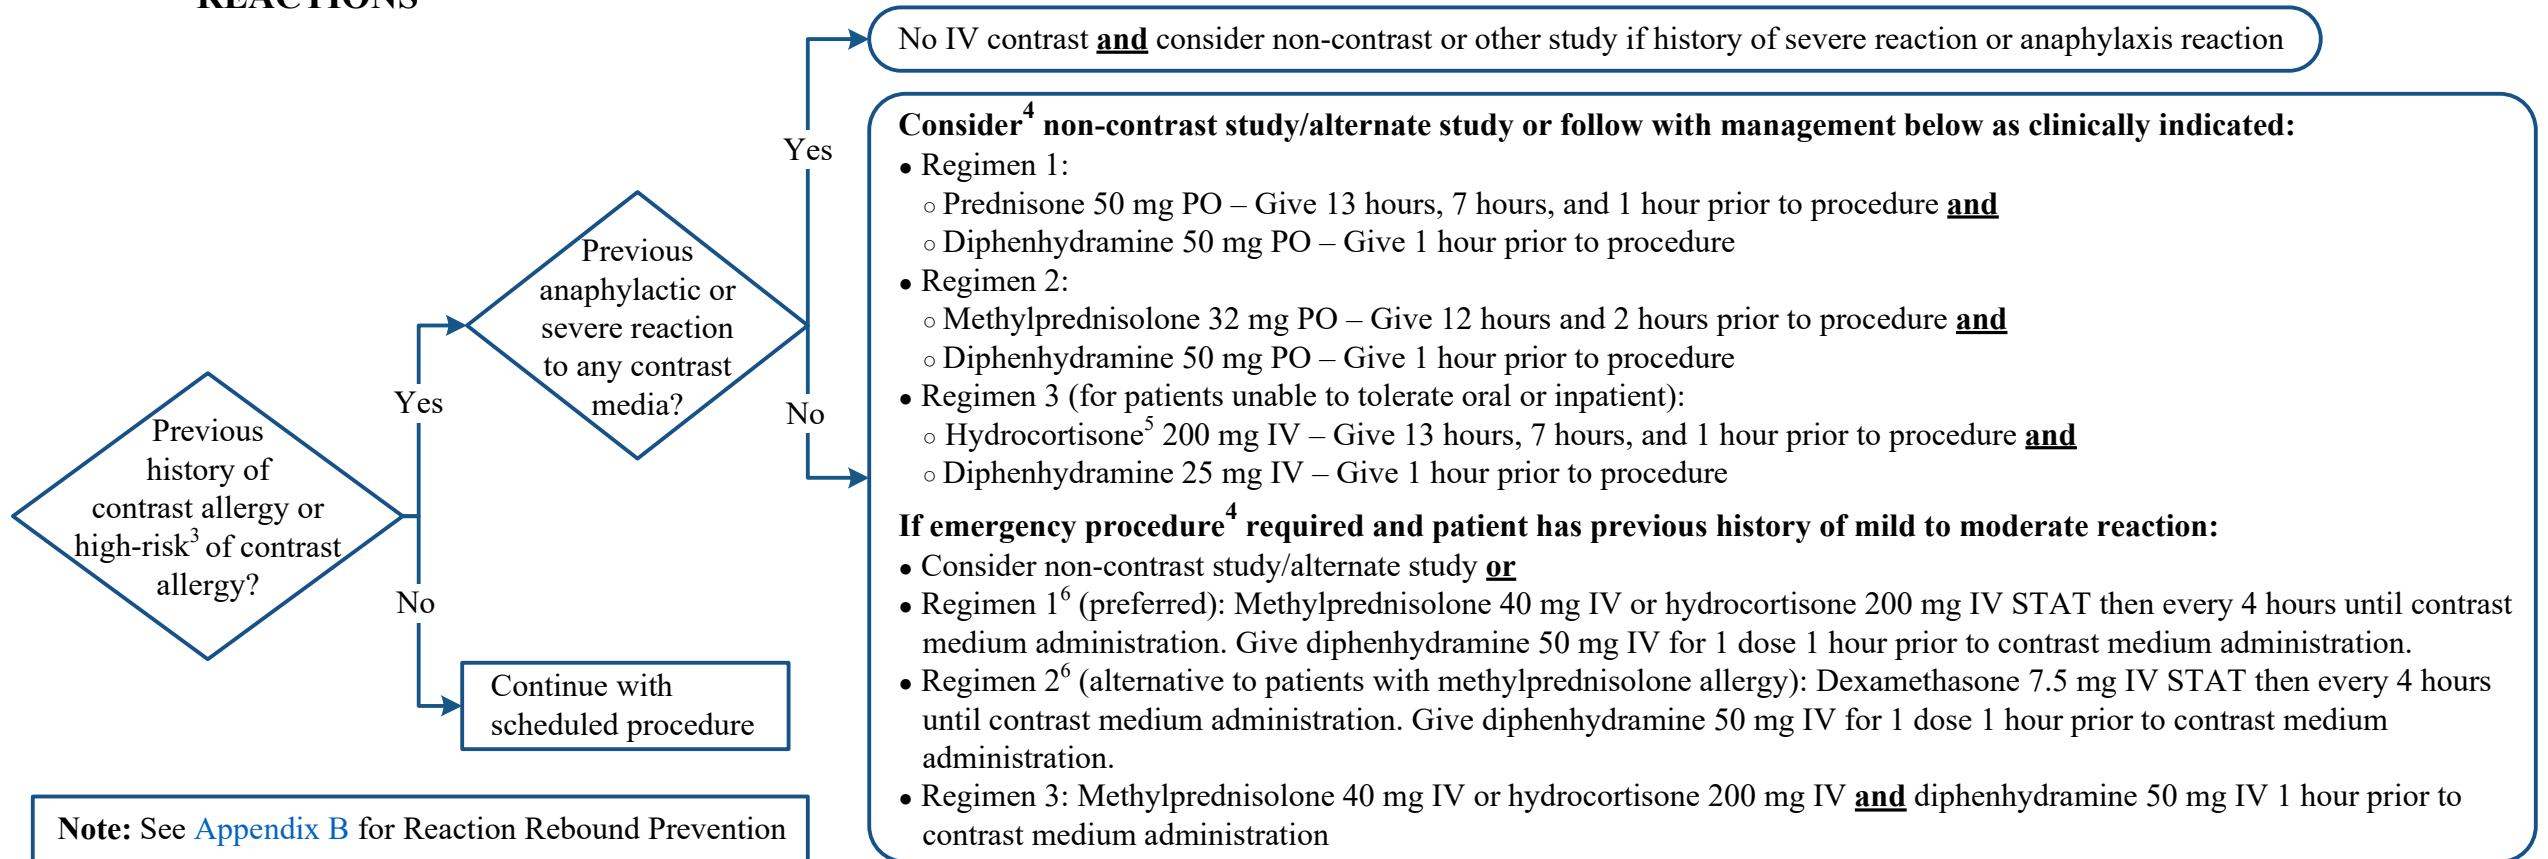 REACTIONS
No IV contrast and consider non-contrast or other study if history of severe reaction or anaphylaxis reaction
Yes
Consider4 non-contrast study/alternate study or follow with management below as clinically indicated:
• Regimen 1:
○ Prednisone 50 mg PO – Give 13 hours, 7 hours, and 1 hour prior to procedure and
○ Diphenhydramine 50 mg PO – Give 1 hour prior to procedure
• Regimen 2:
○ Methylprednisolone 32 mg PO – Give 12 hours and 2 hours prior to procedure and
○ Diphenhydramine 50 mg PO – Give 1 hour prior to procedure
• Regimen 3 (for patients unable to tolerate oral or inpatient):
○ Hydrocortisone5 200 mg IV – Give 13 hours, 7 hours, and 1 hour prior to procedure and
○ Diphenhydramine 25 mg IV – Give 1 hour prior to procedure
If emergency procedure4 required and patient has previous history of mild to moderate reaction:
• Consider non-contrast study/alternate study or
• Regimen 16 (preferred): Methylprednisolone 40 mg IV or hydrocortisone 200 mg IV STAT then every 4 hours until contrast
medium administration. Give diphenhydramine 50 mg IV for 1 dose 1 hour prior to contrast medium administration.
• Regimen 26 (alternative to patients with methylprednisolone allergy): Dexamethasone 7.5 mg IV STAT then every 4 hours
until contrast medium administration. Give diphenhydramine 50 mg IV for 1 dose 1 hour prior to contrast medium
administration.
• Regimen 3: Methylprednisolone 40 mg IV or hydrocortisone 200 mg IV and diphenhydramine 50 mg IV 1 hour prior to
contrast medium administration
Previous
anaphylactic or
severe reaction
to any contrast
media?
No
Yes
Previous
history of
contrast allergy or
high-risk3 of contrast
allergy?
No
Continue with
scheduled procedure
Note: See Appendix B for Reaction Rebound Prevention